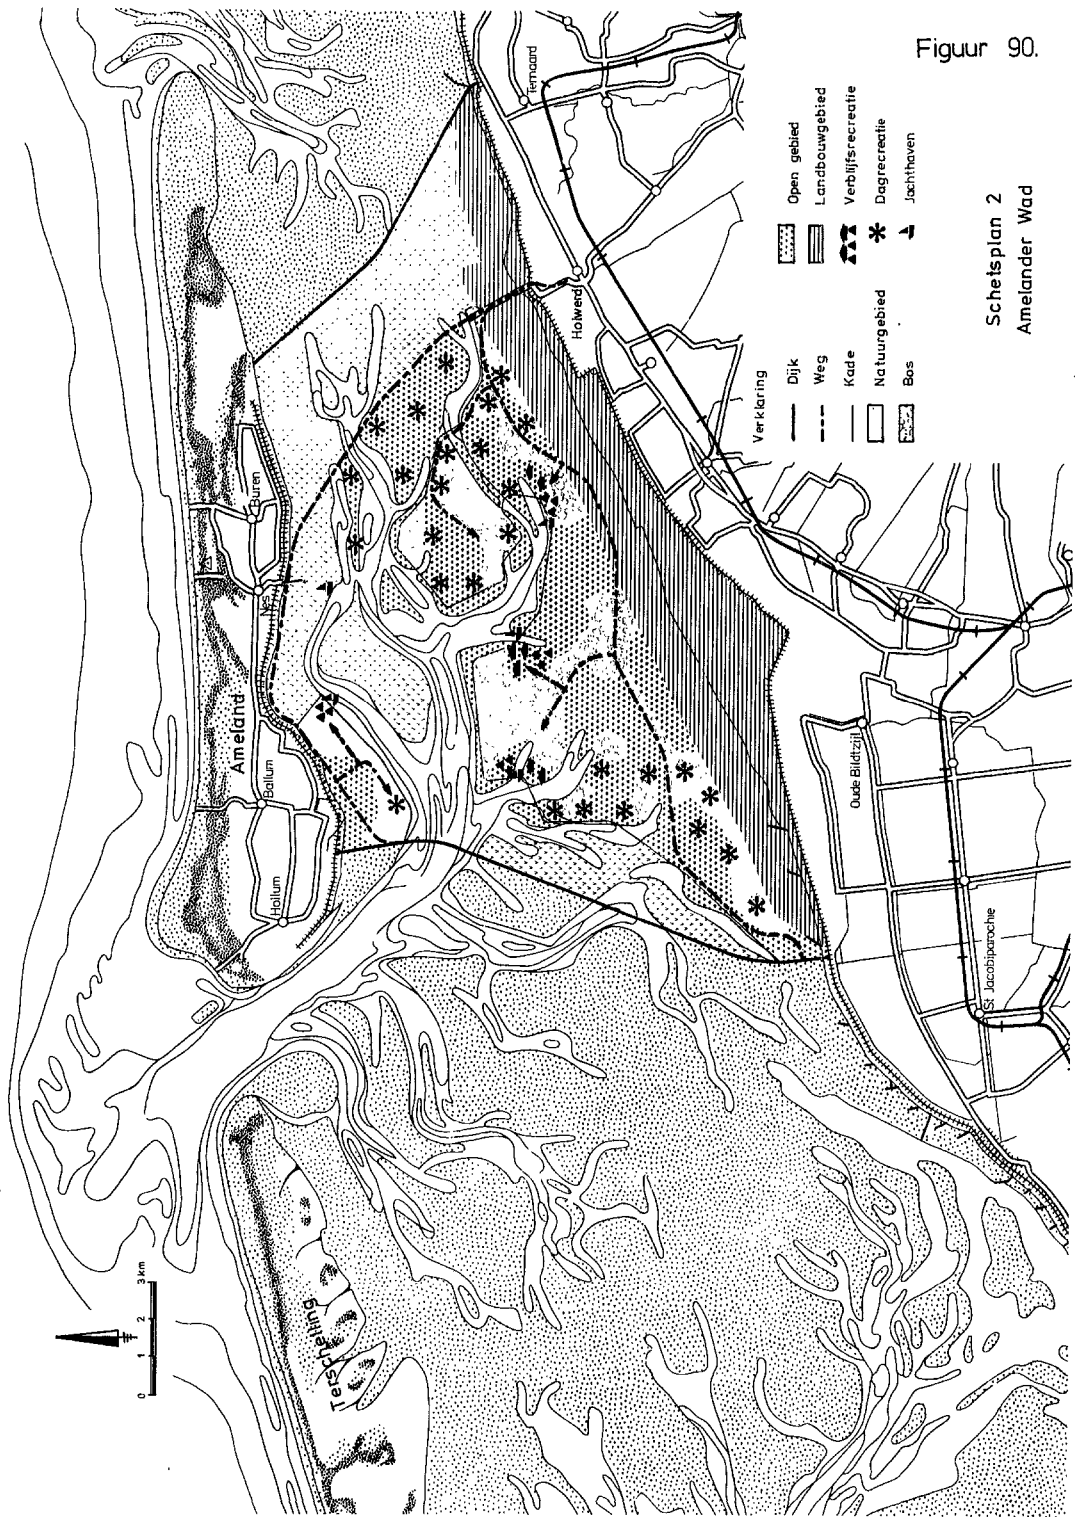 Figuur 90.
Schetsplan 2
Amelander Wad
Verklaring
Dijk
Weg
Kade
Natuurgebied
Bos
Open gebied
Landbouwgebied
Verblijfsrecreatie
Dagrecreatie
Jachthaven
0 1 2 3 km
Terschelling
Ameland
Hollum
Ballum
Nes
Buren
Ternaard
Holwerd
Oude Bildtzijl
St Jacobiparochie